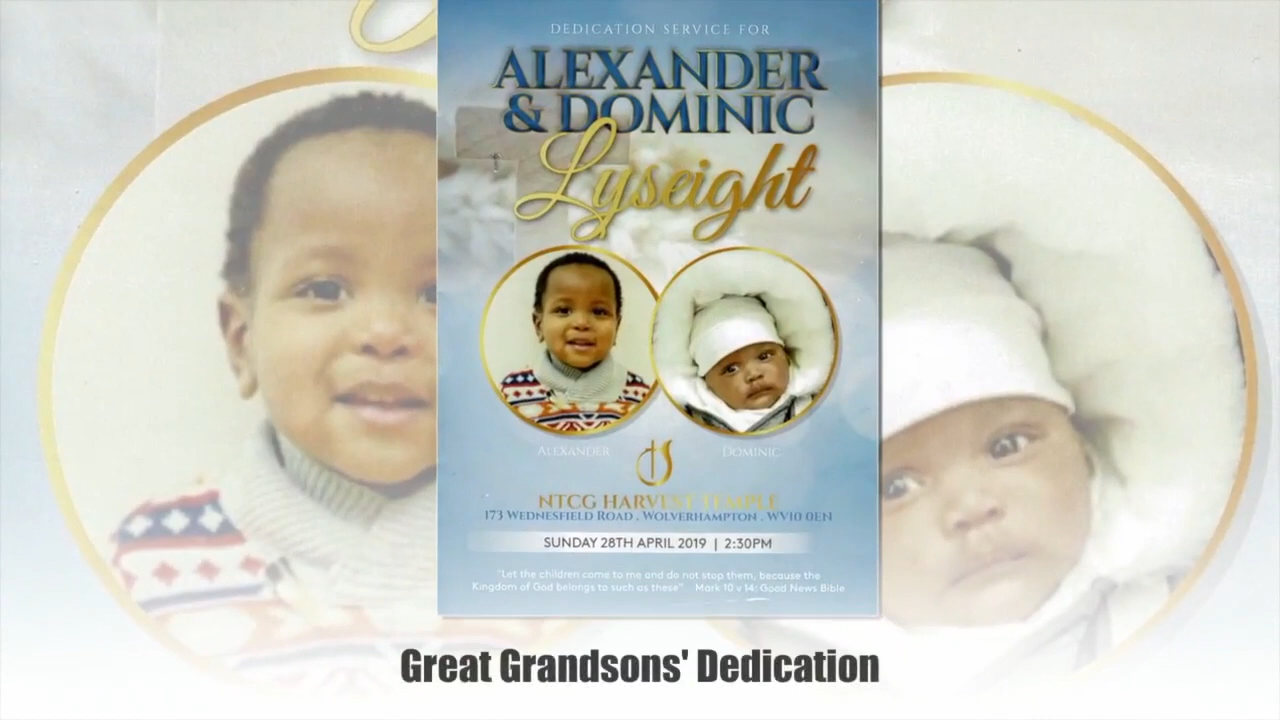 DEDICATION SERVICE FOR
ALEXANDER
& DOMINIC
Lyseight
ALEXANDER DOMINIC
NTCG HARVEST TEMPLE
173 WEDNESFIELD ROAD . WOLVERHAMPTON . WV10 0EN
SUNDAY 28TH APRIL 2019 | 2:30PM
"Let the children come to me and do not stop them, because the
Kingdom of God belongs to such as these" Mark 10 v 14: Good News Bible
Great Grandsons' Dedication